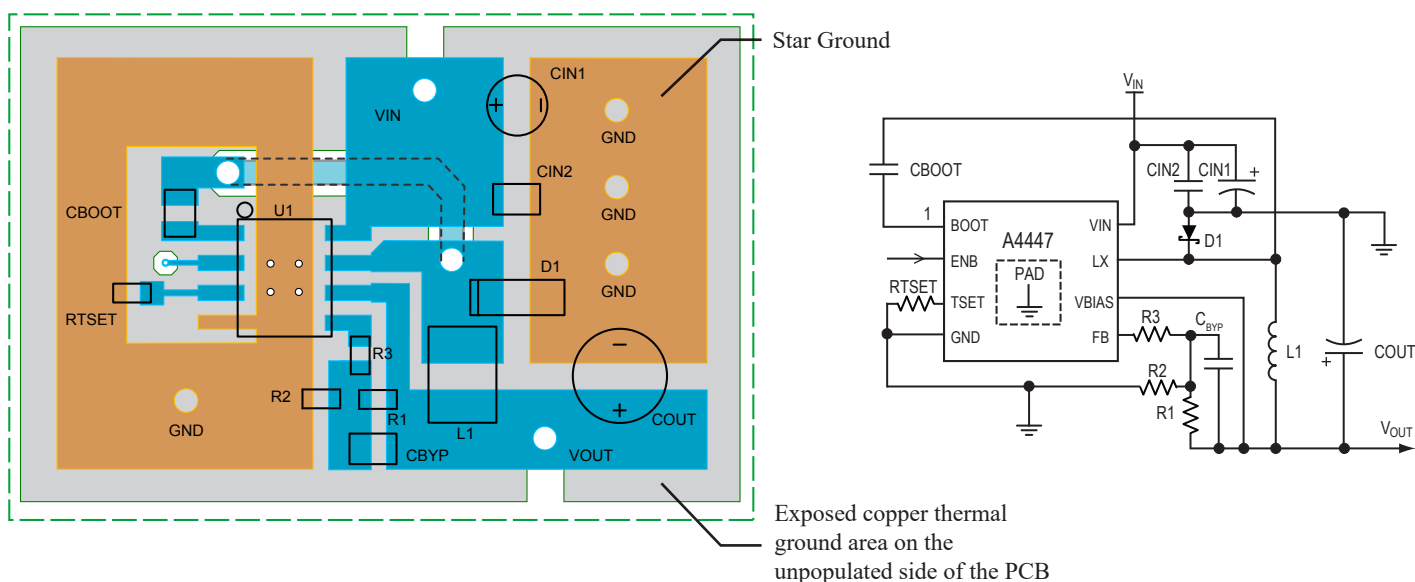 Star Ground
CIN1
VIN
GND
CIN2
GND
CBOOT
U1
D1
GND
RTSET
R3
R2
R1
GND
L1
COUT
CBYP
VOUT
Exposed copper thermal
ground area on the
unpopulated side of the PCB
VIN
CBOOT
CIN2
CIN1
+
1
BOOT
A4447
VIN
D1
ENB
PAD
LX
RTSET
TSET
VBIAS
GND
FB
R3
CBYP
L1
COUT
+
R2
R1
VOUT